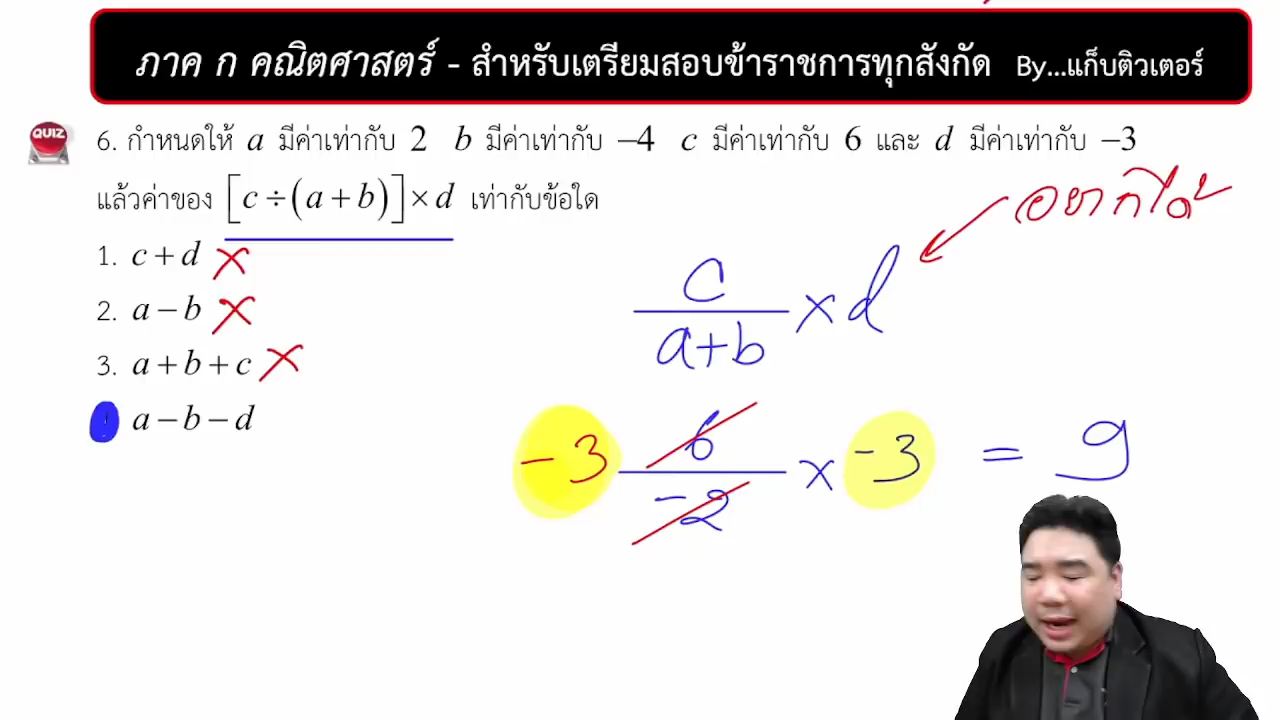 ภาค ก คณิตศาสตร์ - สำหรับเตรียมสอบข้าราชการทุกสังกัด By...แก็บติวเตอร์
QUIZ
6. กำหนดให้ a มีค่าเท่ากับ 2 b มีค่าเท่ากับ −4 c มีค่าเท่ากับ 6 และ d มีค่าเท่ากับ −3
แล้วค่าของ [c ÷ (a + b)] × d เท่ากับข้อใด
อยากได้
1. c + d ×
2. a − b ×
3. a + b + c ×
a − b − d
c
a+b
×d
-3 6
-2
× -3 = 9